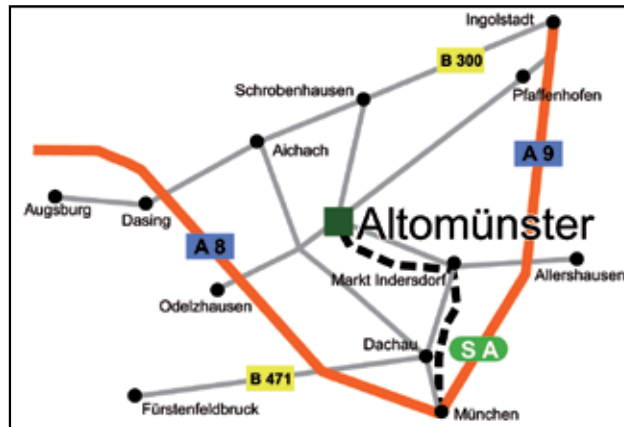 Ingolstadt
B 300
Schrobenhausen
Pfaffenhofen
Aichach
A 9
Augsburg
Dasing
Altomünster
A 8
Markt Indersdorf
Allershausen
Odelzhausen
Dachau
S A
B 471
Fürstenfeldbruck
München